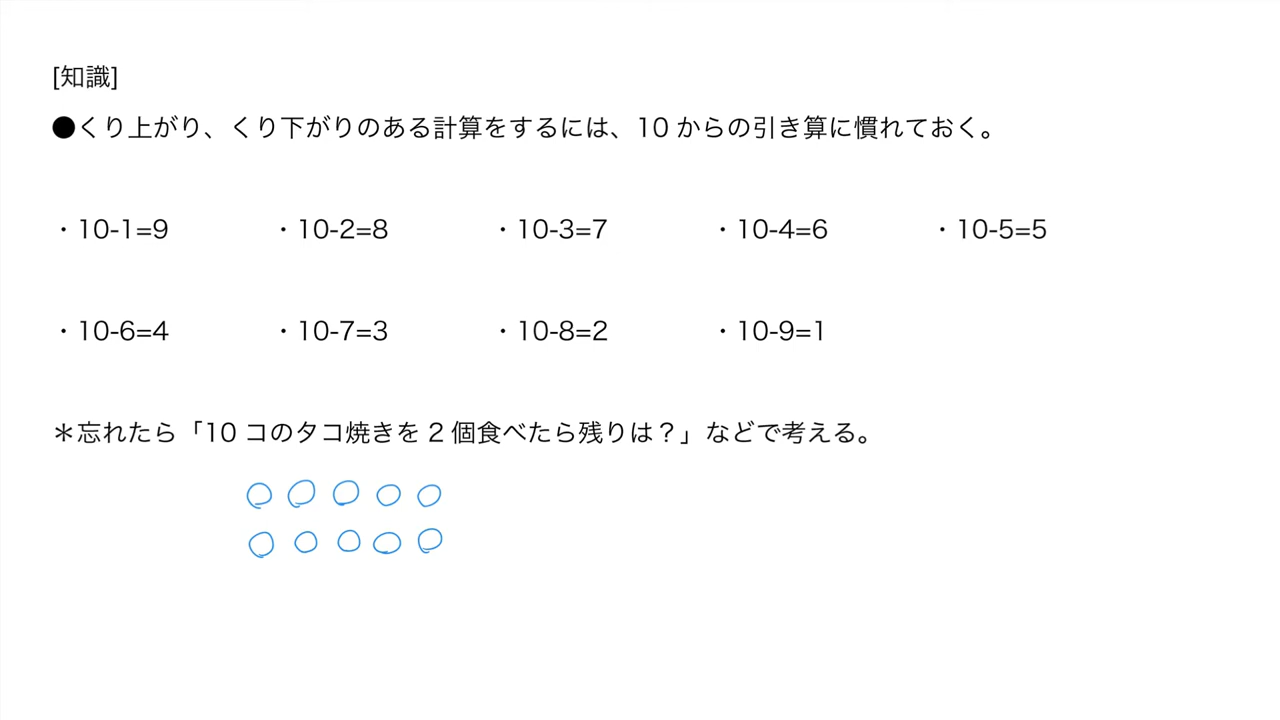 [知識]
●くり上がり、くり下がりのある計算をするには、10 からの引き算に慣れておく。
・10-1=9 ・10-2=8 ・10-3=7 ・10-4=6 ・10-5=5
・10-6=4 ・10-7=3 ・10-8=2 ・10-9=1
＊忘れたら「10 コのタコ焼きを 2 個食べたら残りは？」などで考える。